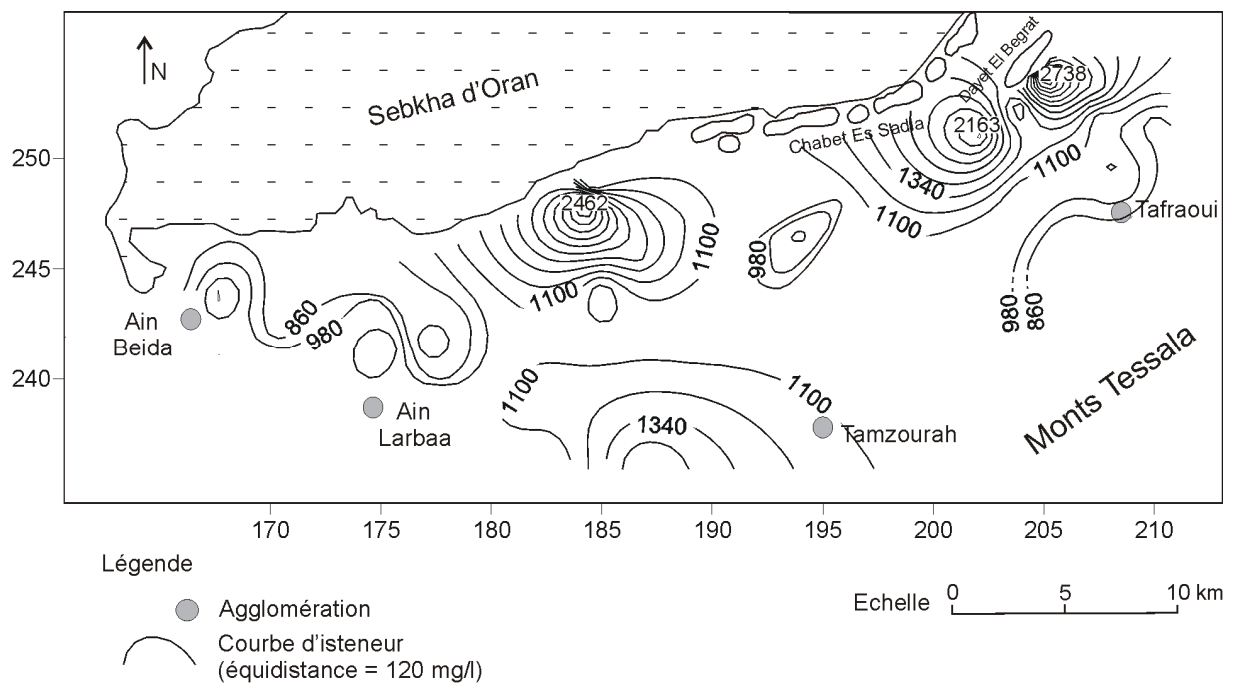 N
Sebkha d'Oran
Dayet El Begrat
2738
2163
Chabet Es Sadla
250
1100
1340
1100
Tafraoui
2462
1100
980
245
1100
860
980
980
860
Ain
Beida
240
1100
1100
Monts Tessala
Ain
Larbaa
1340
Tamzourah
170
175
180
185
190
195
200
205
210
Légende
Agglomération
Courbe d'isteneur
(équidistance = 120 mg/l)
Echelle
0
5
10 km